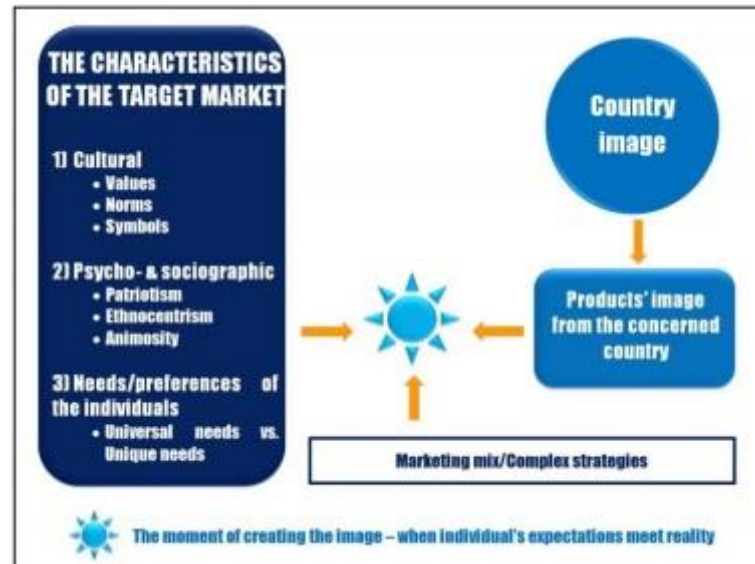 THE CHARACTERISTICS
OF THE TARGET MARKET
1) Cultural
• Values
• Norms
• Symbols
2) Psycho- & sociographic
• Patriotism
• Ethnocentrism
• Animosity
3) Needs/preferences of
the individuals
• Universal needs vs.
Unique needs
Country
image
Products' image
from the concerned
country
Marketing mix/Complex strategies
The moment of creating the image – when individual's expectations meet reality